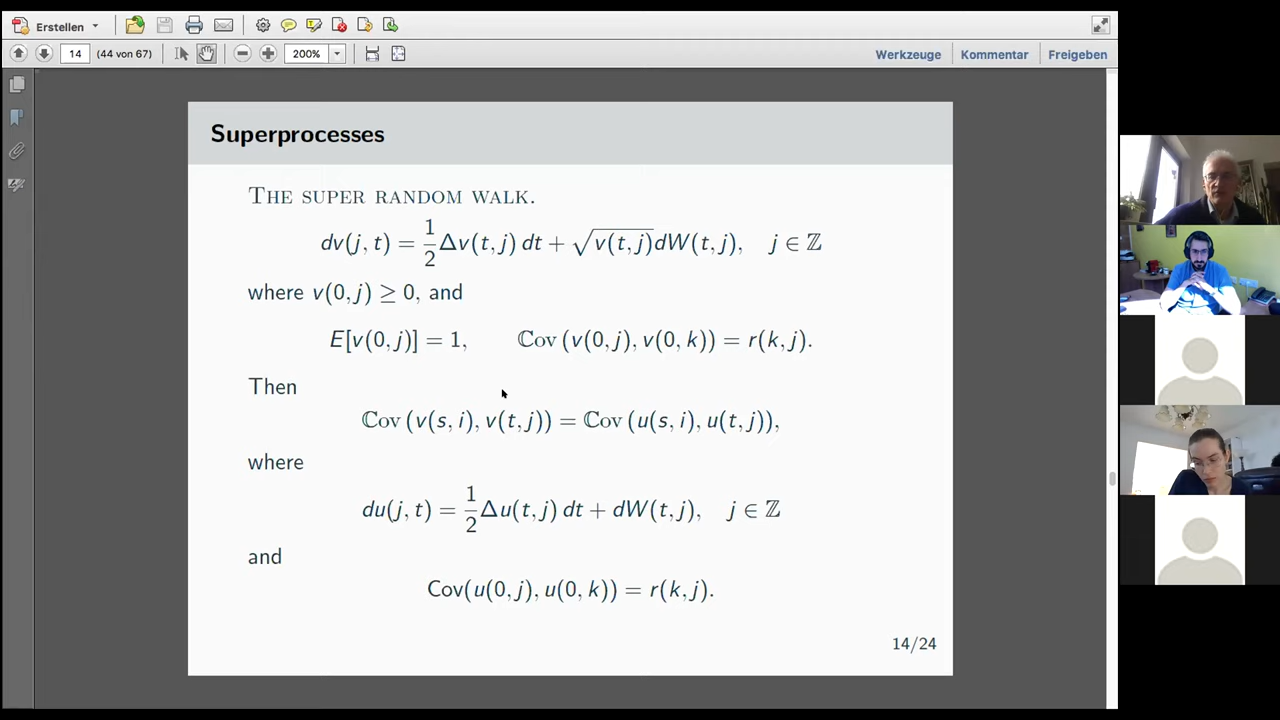 Erstellen
14 (44 von 67) 200% Werkzeuge Kommentar Freigeben
Superprocesses
The super random walk.
dv(j, t) = 1/2 Δv(t, j) dt + √v(t, j) dW(t, j), j ∈ ℤ
where v(0, j) ≥ 0, and
E[v(0, j)] = 1, ℂov (v(0, j), v(0, k)) = r(k, j).
Then
ℂov (v(s, i), v(t, j)) = ℂov (u(s, i), u(t, j)),
where
du(j, t) = 1/2 Δu(t, j) dt + dW(t, j), j ∈ ℤ
and
Cov(u(0, j), u(0, k)) = r(k, j).
14/24